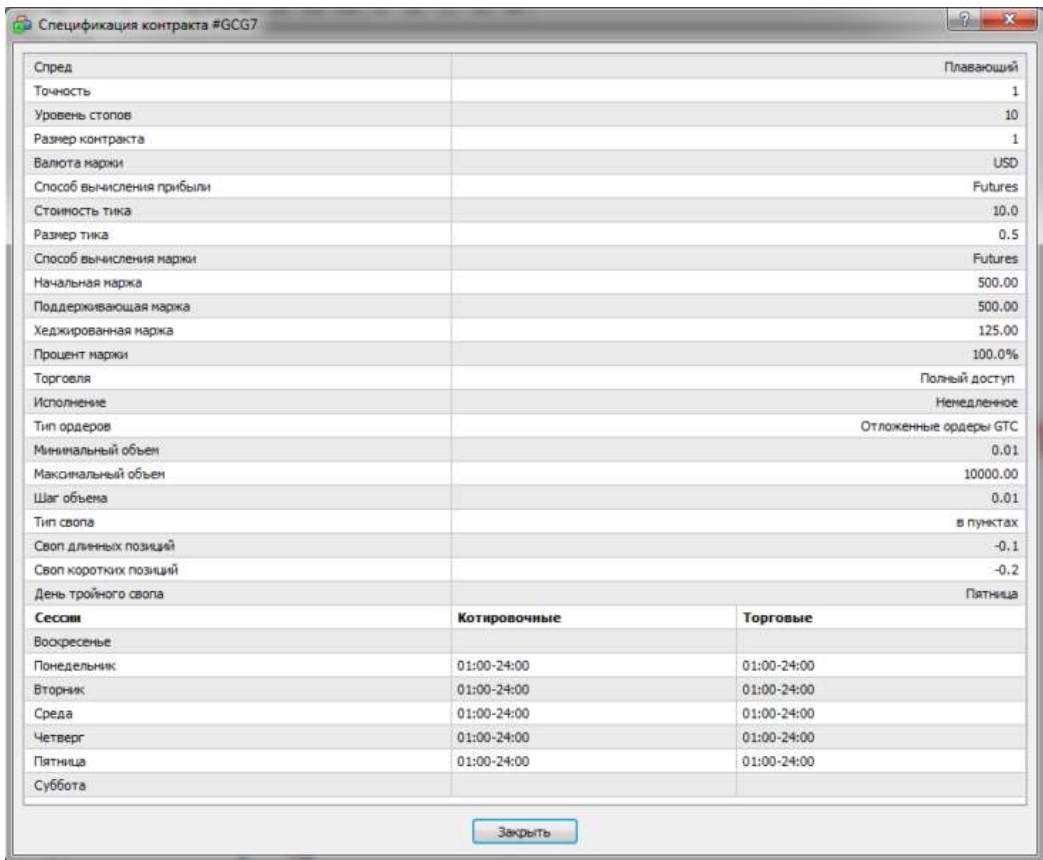 Спецификация контракта #GCG7
Спред Плавающий
Точность 1
Уровень стопов 10
Размер контракта 1
Валюта маржи USD
Способ вычисления прибыли Futures
Стоимость тика 10.0
Размер тика 0.5
Способ вычисления маржи Futures
Начальная маржа 500.00
Поддерживающая маржа 500.00
Хеджированная маржа 125.00
Процент маржи 100.0%
Торговля Полный доступ
Исполнение Немедленное
Тип ордеров Отложенные ордеры GTC
Минимальный объем 0.01
Максимальный объем 10000.00
Шаг объема 0.01
Тип свопа в пунктах
Своп длинных позиций -0.1
Своп коротких позиций -0.2
День тройного свопа Пятница
Сессии Котировочные Торговые
Воскресенье
Понедельник 01:00-24:00 01:00-24:00
Вторник 01:00-24:00 01:00-24:00
Среда 01:00-24:00 01:00-24:00
Четверг 01:00-24:00 01:00-24:00
Пятница 01:00-24:00 01:00-24:00
Суббота
Закрыть